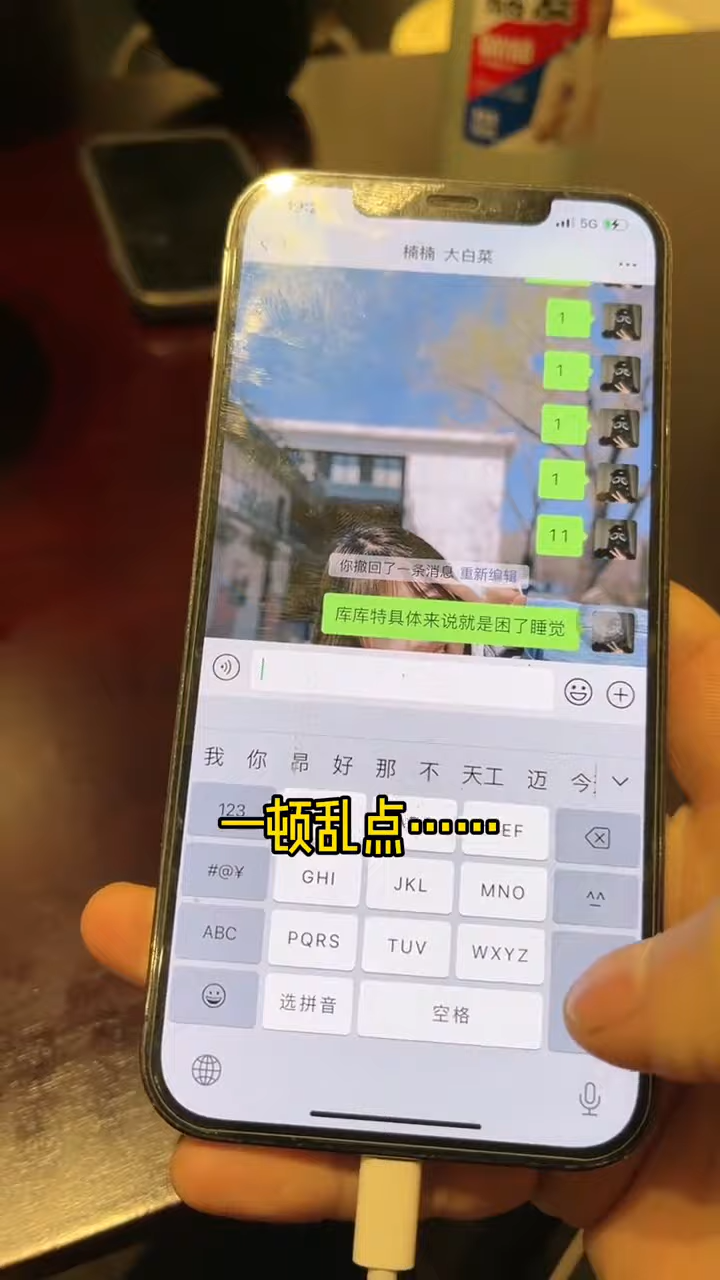 5G
楠楠 大白菜
1
1
1
1
11
你撤回了一条消息 重新编辑
库库特具体来说就是困了睡觉
我 你 昂 好 那 不 天工 迈 今
123
一顿乱点……
EF
#@¥
GHI
JKL
MNO
^^
ABC
PQRS
TUV
WXYZ
选拼音
空格